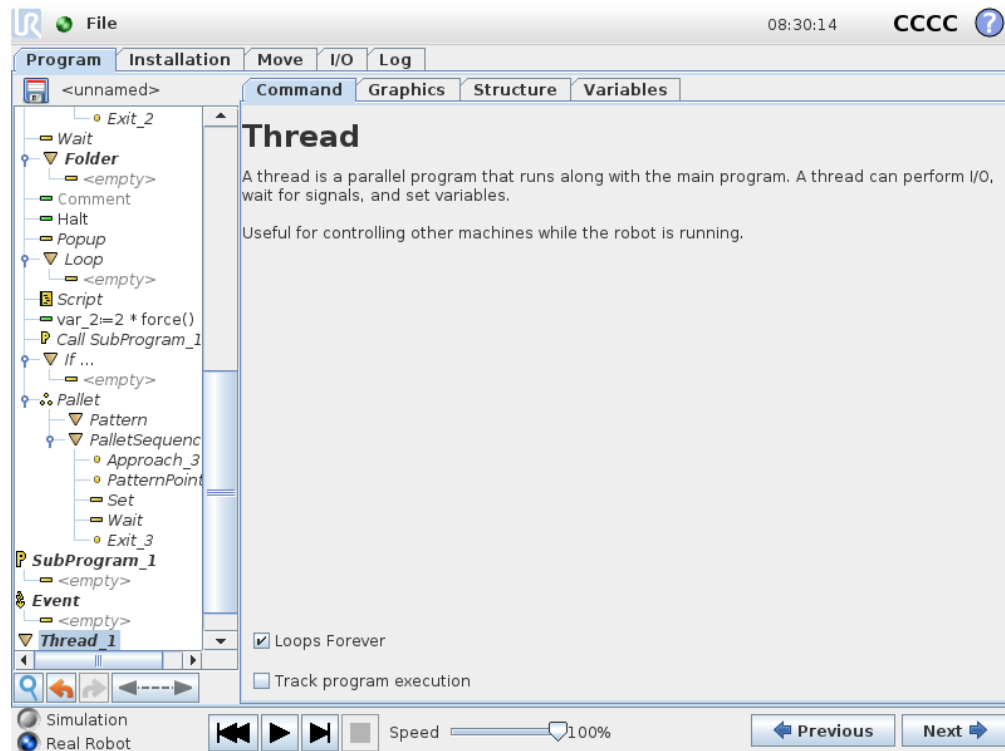 UR File 08:30:14 CCCC ?
Program Installation Move I/O Log
<unnamed>
Command Graphics Structure Variables
Exit_2
Wait
Folder
<empty>
Comment
Halt
Popup
Loop
<empty>
Script
var_2:=2 * force()
P Call SubProgram_1
If ...
<empty>
Pallet
Pattern
PalletSequenc
Approach_3
PatternPoint
Set
Wait
Exit_3
P SubProgram_1
<empty>
Event
<empty>
Thread_1
Thread
A thread is a parallel program that runs along with the main program. A thread can perform I/O,
wait for signals, and set variables.
Useful for controlling other machines while the robot is running.
Loops Forever
Track program execution
Simulation
Real Robot
Speed 100%
Previous Next